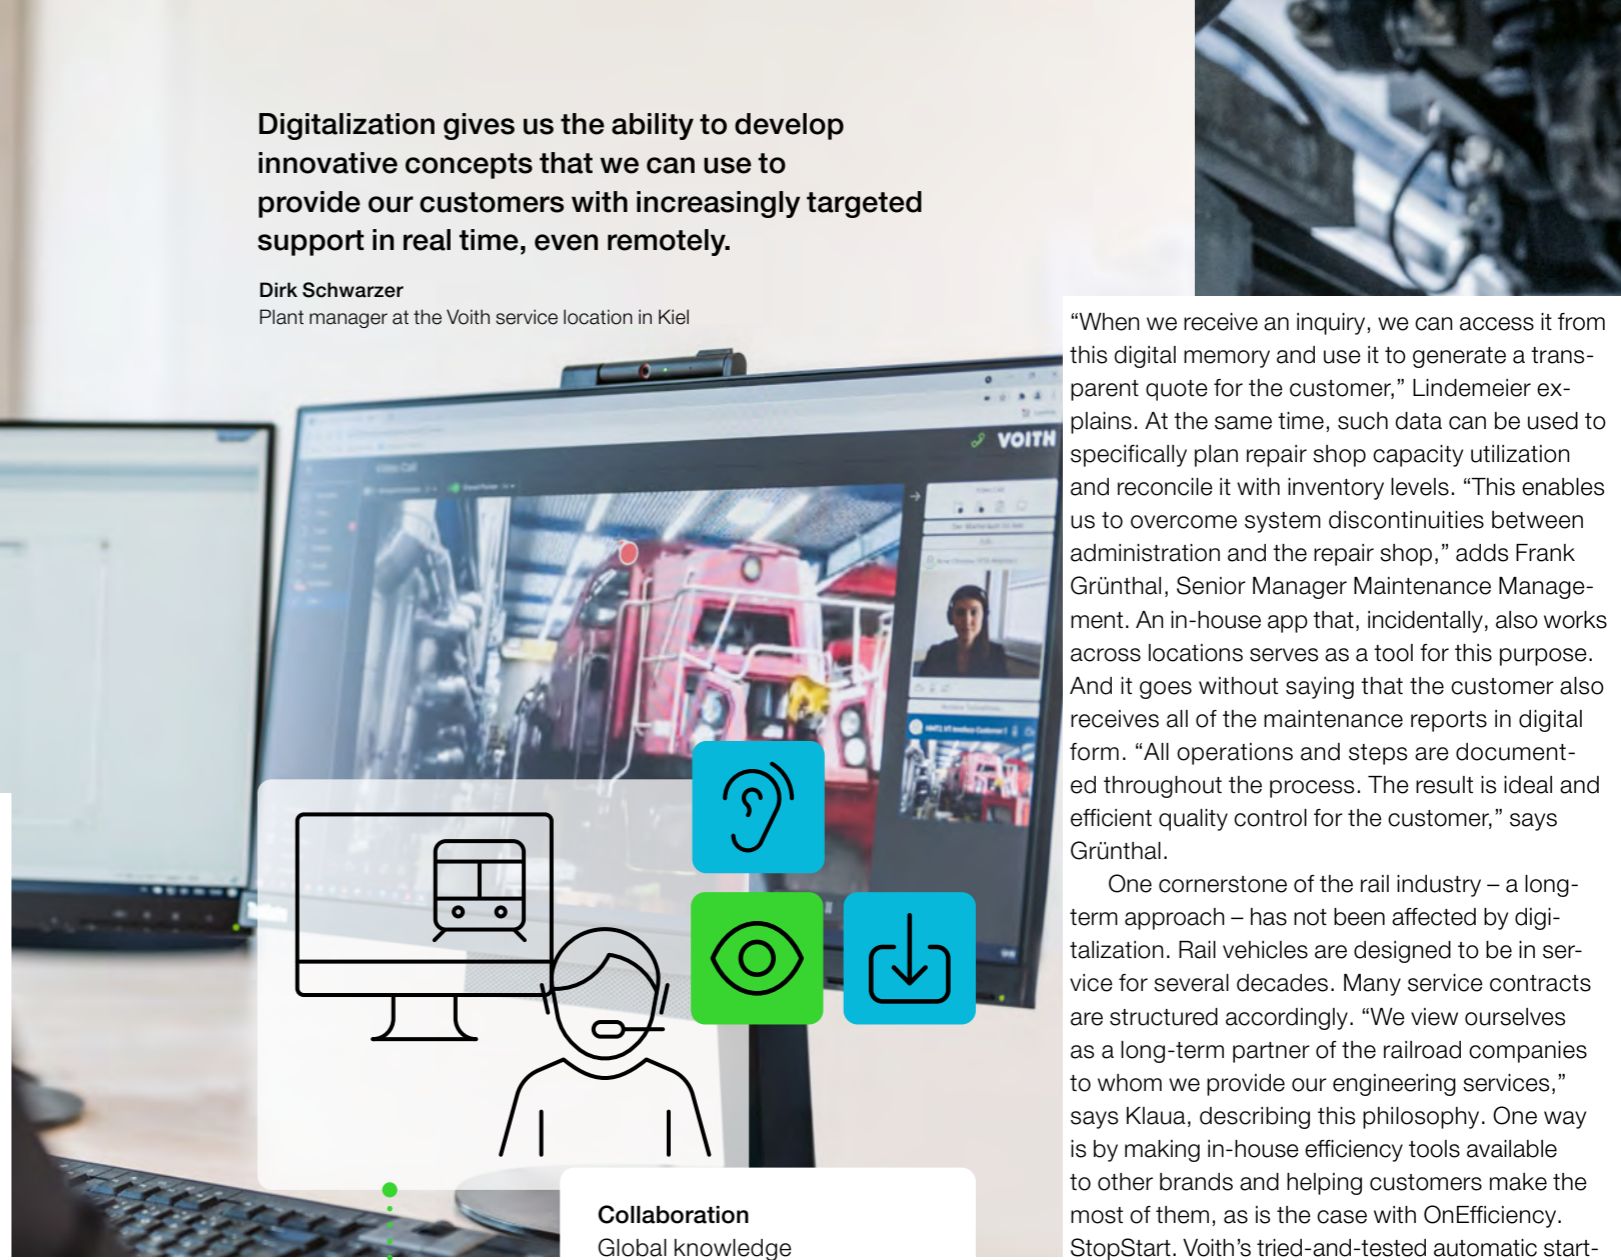 Digitalization gives us the ability to develop
innovative concepts that we can use to
provide our customers with increasingly targeted
support in real time, even remotely.
Dirk Schwarzer
Plant manager at the Voith service location in Kiel
VOITH
Video Call
“When we receive an inquiry, we can access it from
this digital memory and use it to generate a trans-
parent quote for the customer,” Lindemeier ex-
plains. At the same time, such data can be used to
specifically plan repair shop capacity utilization
and reconcile it with inventory levels. “This enables
us to overcome system discontinuities between
administration and the repair shop,” adds Frank
Grünthal, Senior Manager Maintenance Manage-
ment. An in-house app that, incidentally, also works
across locations serves as a tool for this purpose.
And it goes without saying that the customer also
receives all of the maintenance reports in digital
form. “All operations and steps are document-
ed throughout the process. The result is ideal and
efficient quality control for the customer,” says
Grünthal.
One cornerstone of the rail industry – a long-
term approach – has not been affected by digi-
talization. Rail vehicles are designed to be in ser-
vice for several decades. Many service contracts
are structured accordingly. “We view ourselves
as a long-term partner of the railroad companies
to whom we provide our engineering services,”
says Klaua, describing this philosophy. One way
is by making in-house efficiency tools available
to other brands and helping customers make the
most of them, as is the case with OnEfficiency.
StopStart. Voith’s tried-and-tested automatic start-
Collaboration
Global knowledge